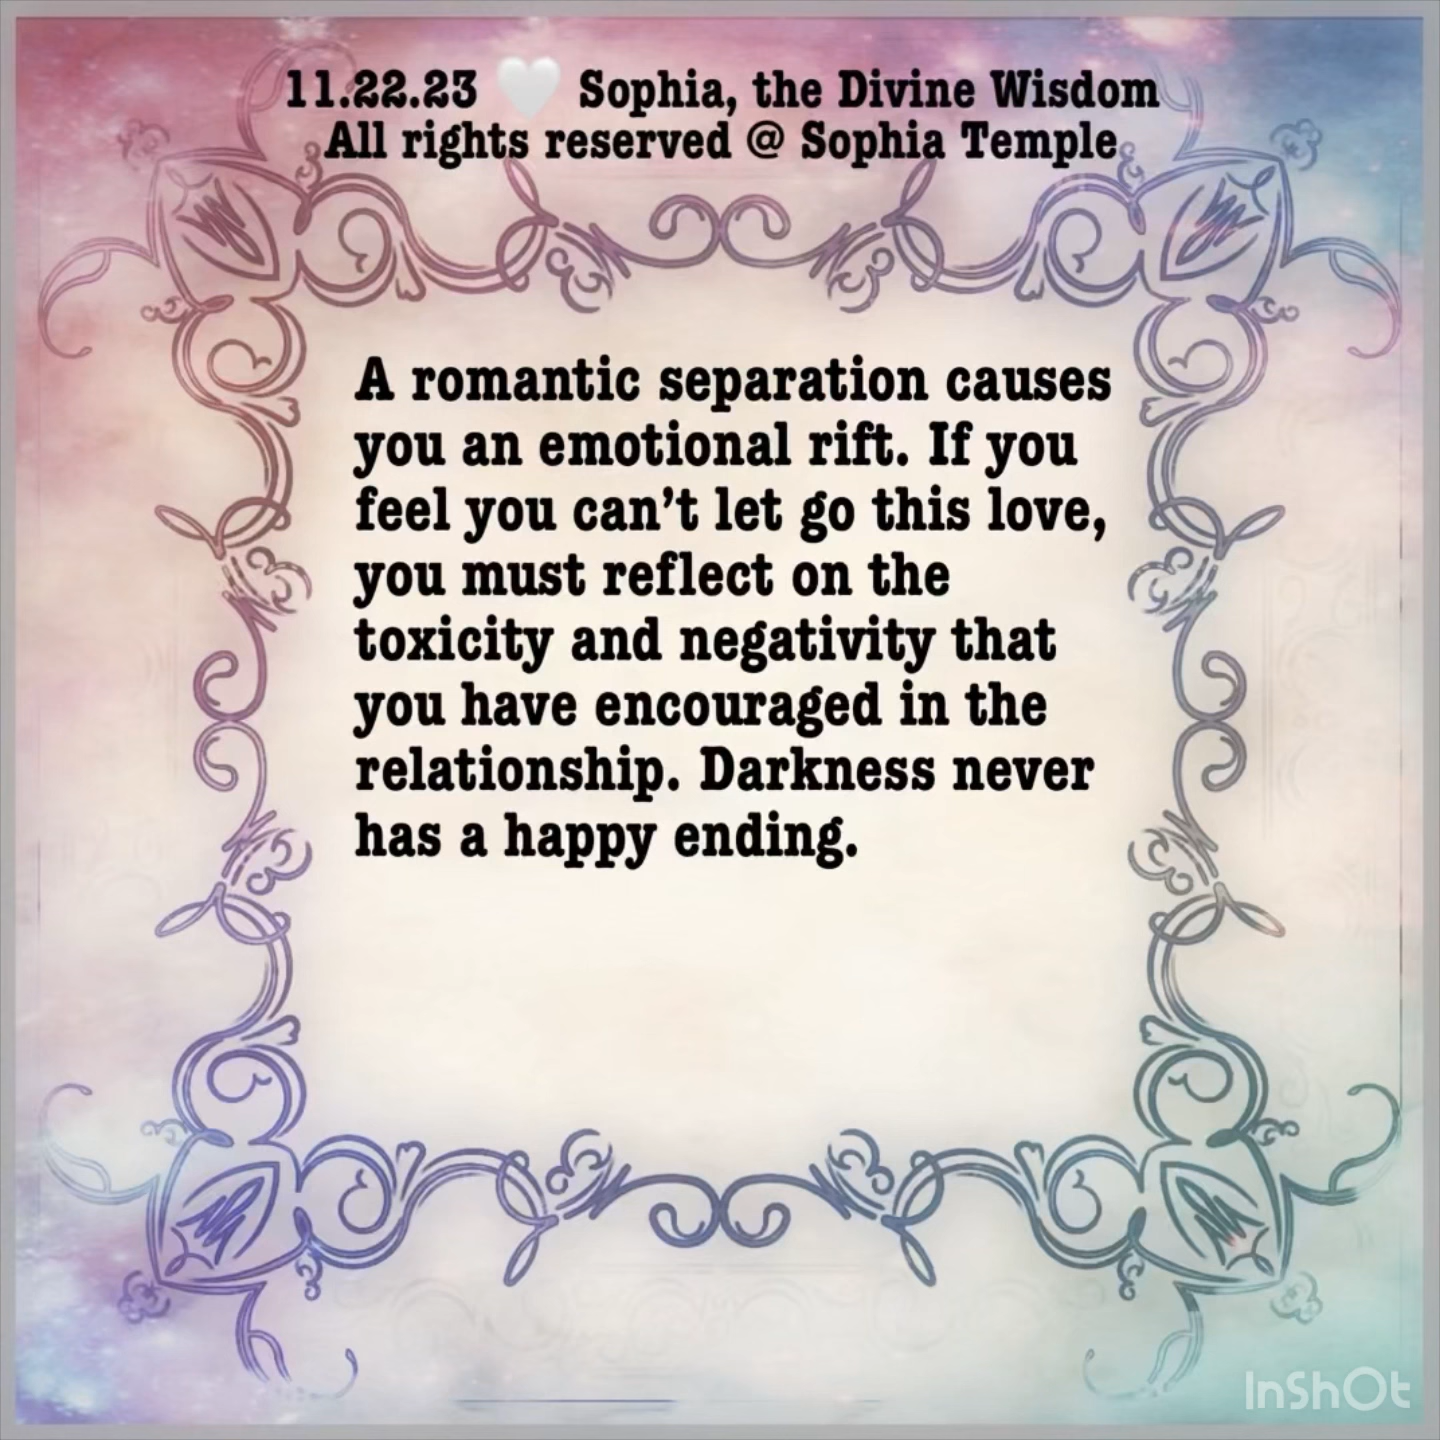 11.22.23 🤍 Sophia, the Divine Wisdom
All rights reserved @ Sophia Temple
A romantic separation causes
you an emotional rift. If you
feel you can’t let go this love,
you must reflect on the
toxicity and negativity that
you have encouraged in the
relationship. Darkness never
has a happy ending.
InShOt